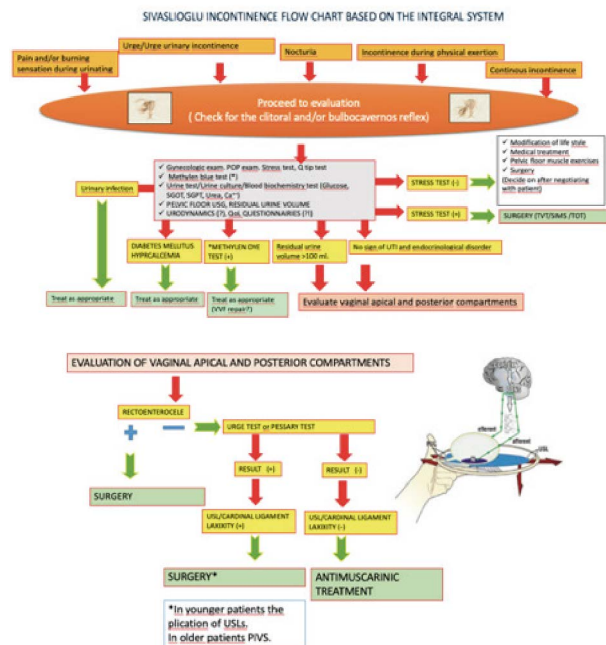 SIVASLIOGLU INCONTINENCE FLOW CHART BASED ON THE INTEGRAL SYSTEM
Pain and/or burning
sensation during urinating
Urge/Urge urinary incontinence
Nocturia
Incontinence during physical exertion
Continous incontinence
Proceed to evaluation
( Check for the clitoral and/or bulbocavernos reflex)
✓ Gunecologic exam. POP exam. Stress test, Q tip test
✓ Methylen blue test (*)
✓ Urine test/Urine culture/Blood biochemistry test (Glucose,
SGOT, SGPT, Urea, Ca
✓ PELVIC FLOOR USG, RESIDUAL URINE VOLUME
✓ URODYNAMICS (?), QoL QUESTIONNAIRIES (?!)
Urinary infection
STRESS TEST (-)
✓ Modification of life style
✓ Medical treatment
✓ Pelvic floor muscle exercises
✓ Surgery
(Decide on after negotiating
with patient)
STRESS TEST (+)
SURGERY (TVT/SIMS /TOT)
DIABETES MELLITUS
HYPRCALCEMIA
*METHYLEN DYE
TEST (+)
Residual urine
volume >100 ml.
No sign of UTI and endocrinological disorder
Treat as appropriate
Treat as appropriate
Treat as appropriate
(VVF repair?)
Evaluate vaginal apical and posterior compartments
EVALUATION OF VAGINAL APICAL AND POSTERIOR COMPARTMENTS
RECTOENTEROCELE
URGE TEST or PESSARY TEST
RESULT (+)
RESULT (-)
SURGERY
USL/CARDINAL LIGAMENT
LAXIXITY (+)
USL/CARDINAL LIGAMENT
LAXIXITY (-)
SURGERY*
ANTIMUSCARINIC
TREATMENT
*In younger patients the
plication of USLs.
In older patients PIVS.
efferent
afferent
USL